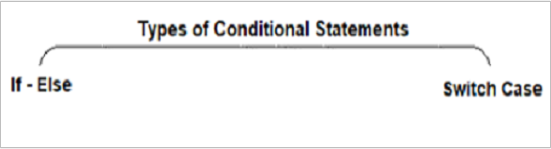 Types of Conditional Statements
If - Else
Switch Case